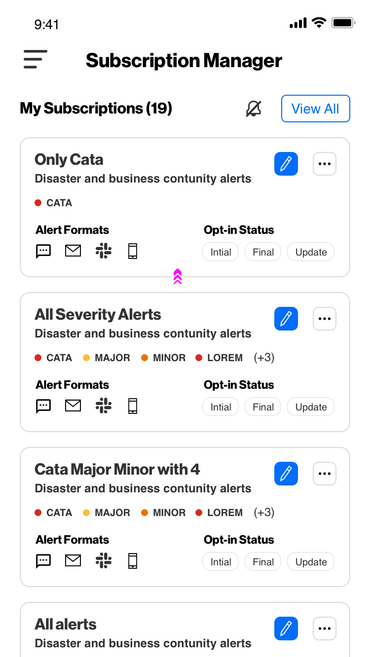 9:41
Subscription Manager
My Subscriptions (19)
View All
Only Cata
Disaster and business contunity alerts
CATA
Alert Formats
Opt-in Status
Intial Final Update
All Severity Alerts
Disaster and business contunity alerts
CATA MAJOR MINOR LOREM (+3)
Alert Formats
Opt-in Status
Intial Final Update
Cata Major Minor with 4
Disaster and business contunity alerts
CATA MAJOR MINOR LOREM (+3)
Alert Formats
Opt-in Status
Intial Final Update
All alerts
Disaster and business contunity alerts